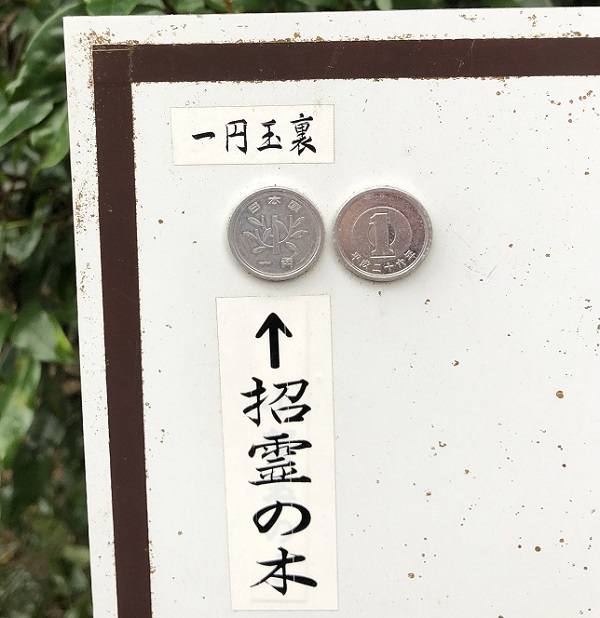 一円玉裏
日本国
一円
1
平成二十六年
↑
招霊の木